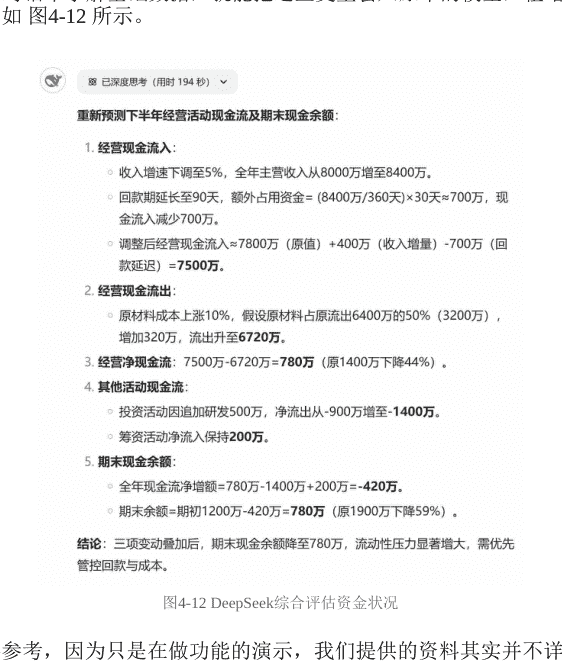 如 图4-12 所示。
已深度思考（用时 194 秒）
重新预测下半年经营活动现金流及期末现金余额：
1. 经营现金流入：
收入增速下调至5%，全年主营收入从8000万增至8400万。
回款期延长至90天，额外占用资金= (8400万/360天)×30天≈700万，现
金流入减少700万。
调整后经营现金流入≈7800万（原值）+400万（收入增量）-700万（回
款延迟）=7500万。
2. 经营现金流出：
原材料成本上涨10%，假设原材料占原流出6400万的50%（3200万），
增加320万，流出升至6720万。
3. 经营净现金流：7500万-6720万=780万（原1400万下降44%）。
4. 其他活动现金流：
投资活动因追加研发500万，净流出从-900万增至-1400万。
筹资活动净流入保持200万。
5. 期末现金余额：
全年现金流净增额=780万-1400万+200万=-420万。
期末余额=期初1200万-420万=780万（原1900万下降59%）。
结论：三项变动叠加后，期末现金余额降至780万，流动性压力显著增大，需优先
管控回款与成本。
图4-12 DeepSeek综合评估资金状况
参考，因为只是在做功能的演示，我们提供的资料其实并不详